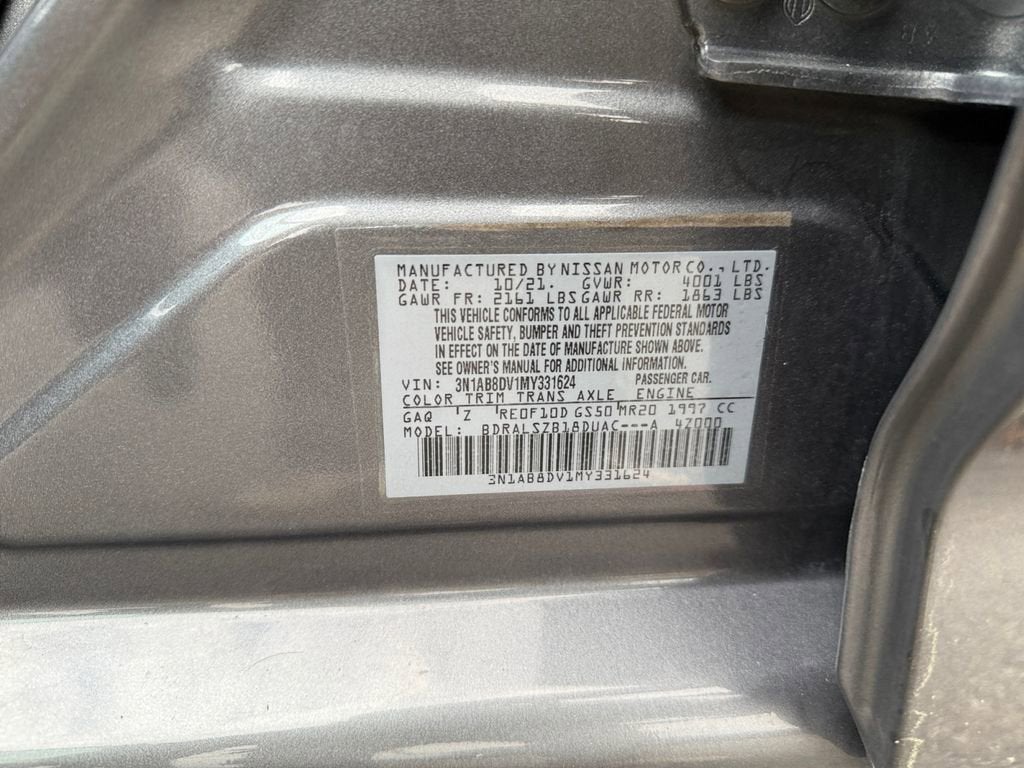 MANUFACTURED BY NISSAN MOTOR CO., LTD.
DATE: 10/21. GVWR: 4001 LBS
GAWR FR: 2161 LBS GAWR RR: 1863 LBS
THIS VEHICLE CONFORMS TO ALL APPLICABLE FEDERAL MOTOR
VEHICLE SAFETY, BUMPER AND THEFT PREVENTION STANDARDS
IN EFFECT ON THE DATE OF MANUFACTURE SHOWN ABOVE.
SEE OWNER'S MANUAL FOR ADDITIONAL INFORMATION.
VIN: 3N1AB8DV1MY331624 PASSENGER CAR.
COLOR TRIM TRANS AXLE ENGINE
GAQ Z RE0F10D GS50 MR20 1997 CC
MODEL: BDRALSZB18DUAC---A 4Z000
3N1AB8DV1MY331624